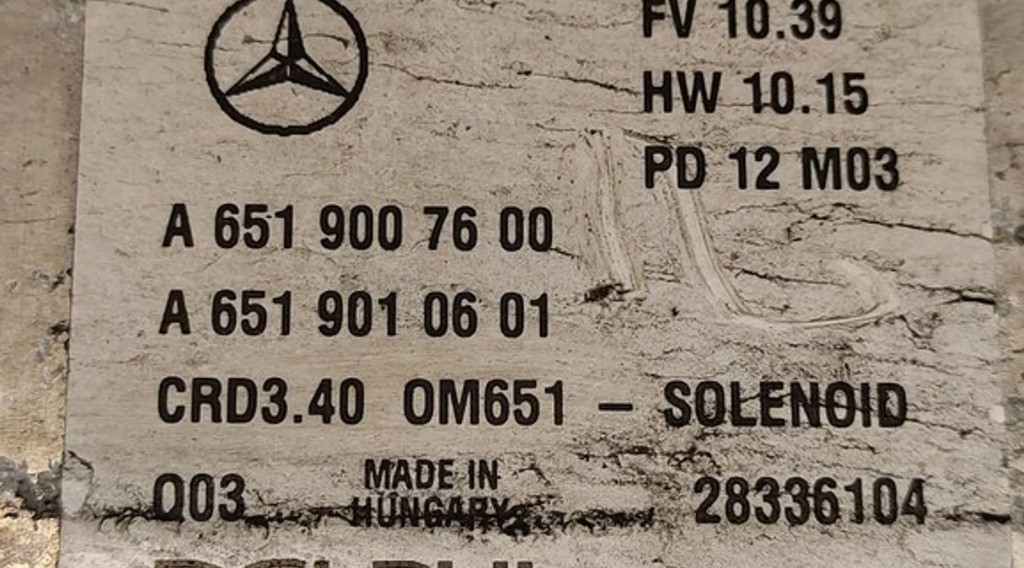 FV 10.39
HW 10.15
PD 12 M03
A 651 900 76 00
A 651 901 06 01
CRD3.40 OM651 – SOLENOID
Q03 MADE IN HUNGARY 28336104